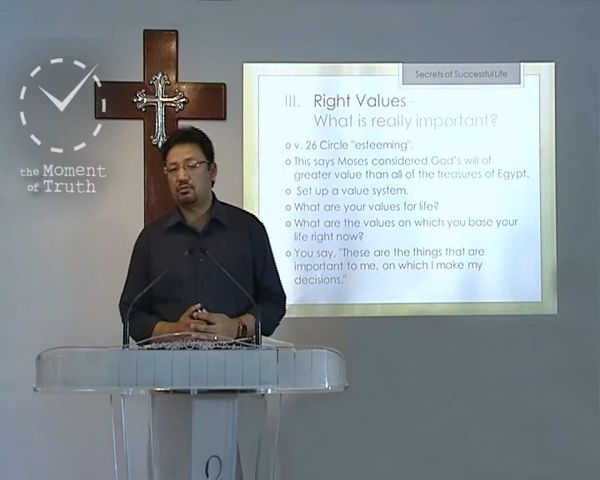 the Moment
of Truth
Secrets of Successful Life
III. Right Values -
What is really important?
v. 26 Circle "esteeming".
This says Moses considered God's will of
greater value than all of the treasures of Egypt.
Set up a value system.
What are your values for life?
What are the values on which you base your
life right now?
You say, "These are the things that are
important to me, on which I make my
decisions."